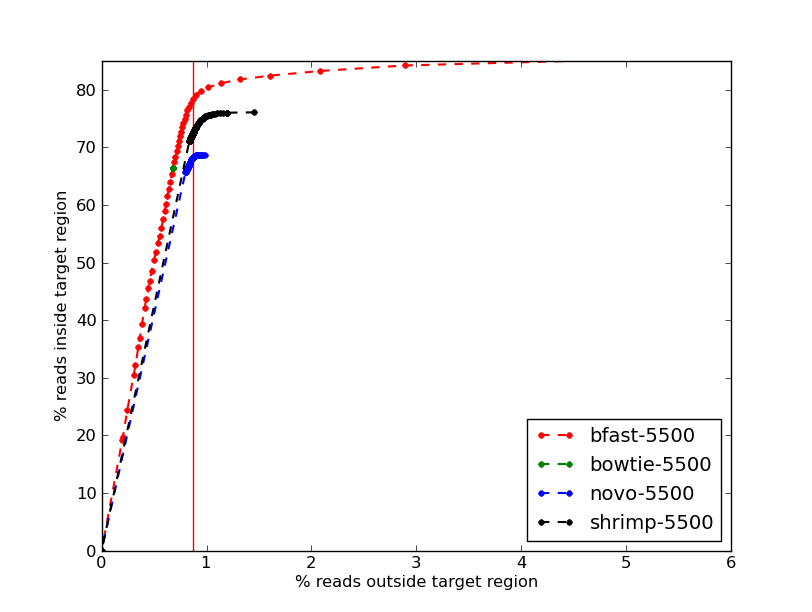 80
70
60
50
40
30
20
10
0
% reads inside target region
0 1 2 3 4 5 6
% reads outside target region
bfast-5500
bowtie-5500
novo-5500
shrimp-5500